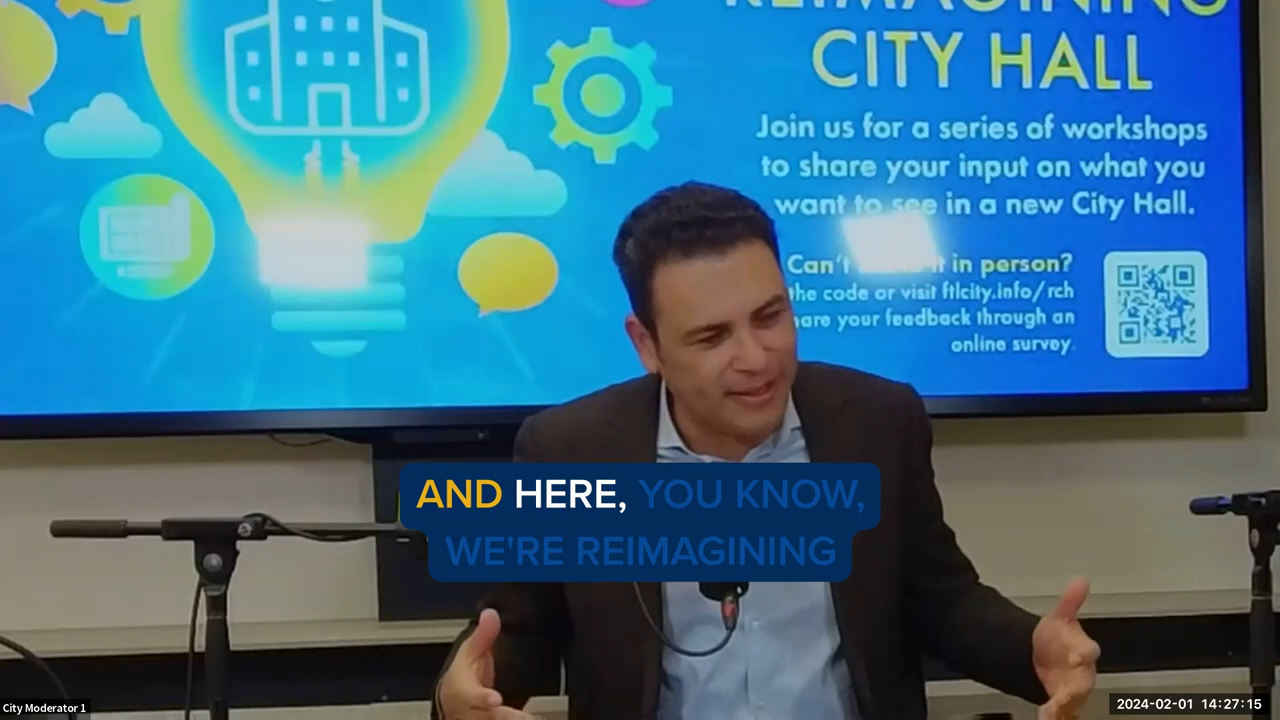 REIMAGINING
CITY HALL
Join us for a series of workshops
to share your input on what you
want to see in a new City Hall.
Can't it in person?
the code or visit ftlcity.info/rch
your feedback through an
online survey.
AND HERE, YOU KNOW,
WE'RE REIMAGINING
City Moderator 1
2024-02-01 14:27:15